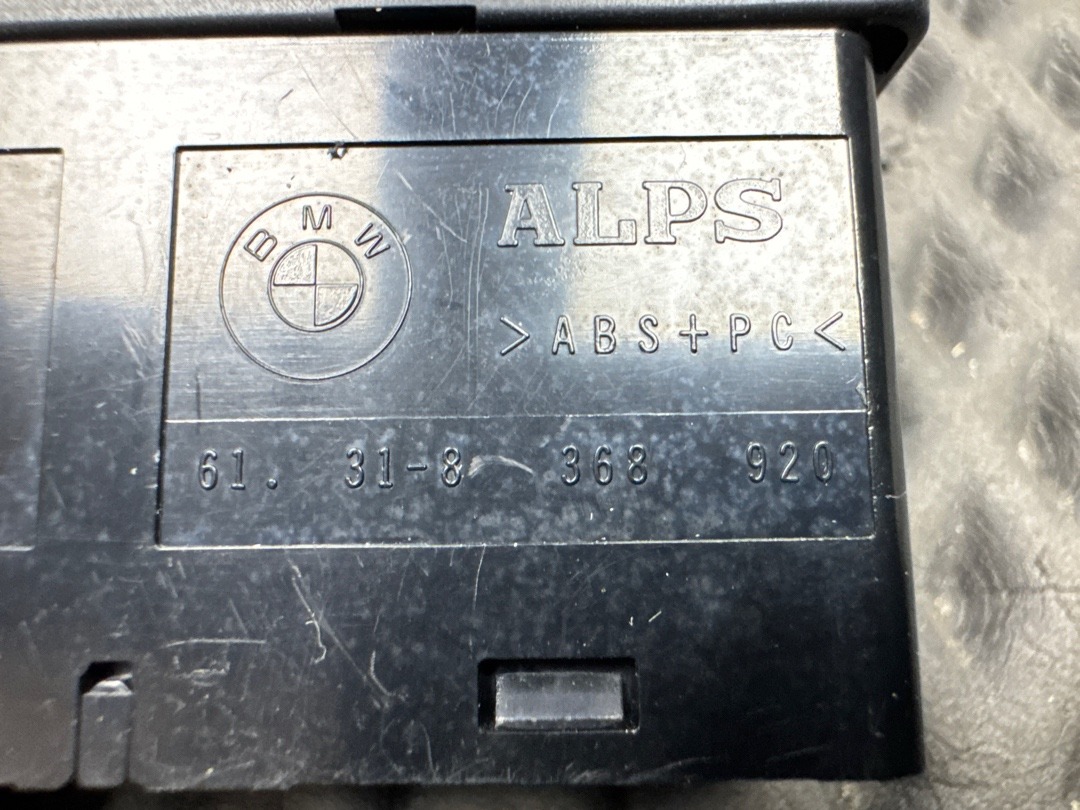 BMW
ALPS
>ABS+PC<
61. 31-8 368 920